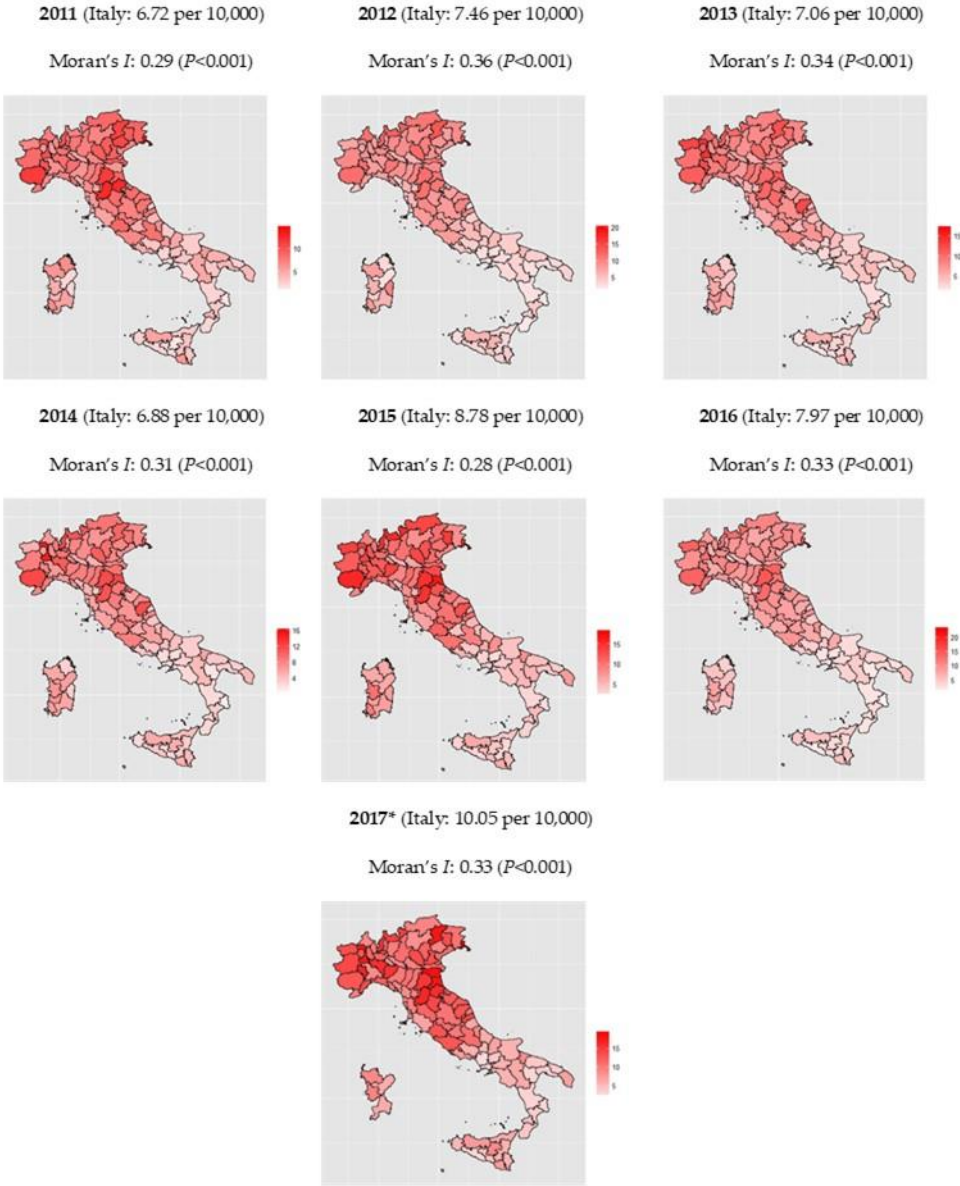 2011 (Italy: 6.72 per 10,000)
Moran's I: 0.29 (P<0.001)
2012 (Italy: 7.46 per 10,000)
Moran's I: 0.36 (P<0.001)
2013 (Italy: 7.06 per 10,000)
Moran's I: 0.34 (P<0.001)
10
5
20
15
10
5
15
10
5
2014 (Italy: 6.88 per 10,000)
Moran's I: 0.31 (P<0.001)
2015 (Italy: 8.78 per 10,000)
Moran's I: 0.28 (P<0.001)
2016 (Italy: 7.97 per 10,000)
Moran's I: 0.33 (P<0.001)
16
12
8
4
15
10
5
20
15
10
5
2017* (Italy: 10.05 per 10,000)
Moran's I: 0.33 (P<0.001)
15
10
5